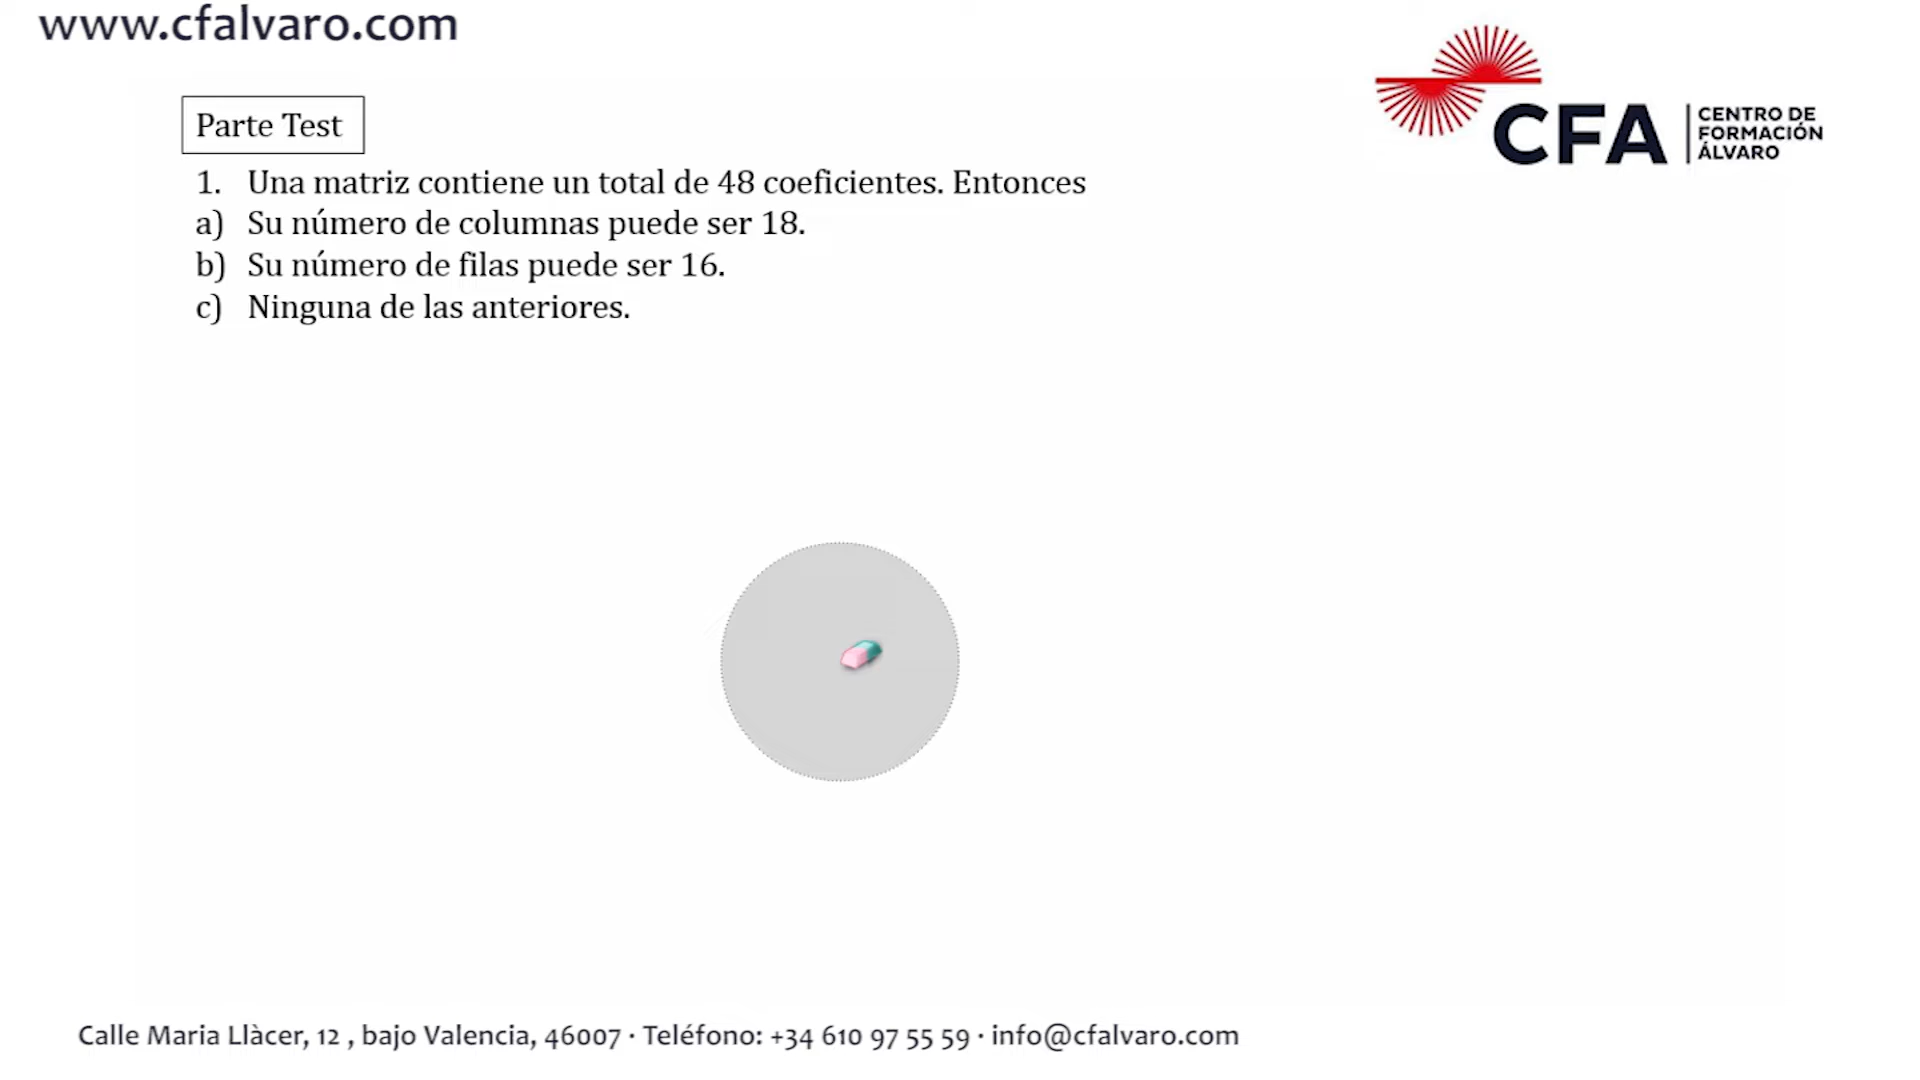 www.cfalvaro.com
CFA
CENTRO DE
FORMACIÓN
ÁLVARO
Parte Test
1. Una matriz contiene un total de 48 coeficientes. Entonces
a) Su número de columnas puede ser 18.
b) Su número de filas puede ser 16.
c) Ninguna de las anteriores.
Calle Maria Llàcer, 12 , bajo Valencia, 46007 · Teléfono: +34 610 97 55 59 · info@cfalvaro.com